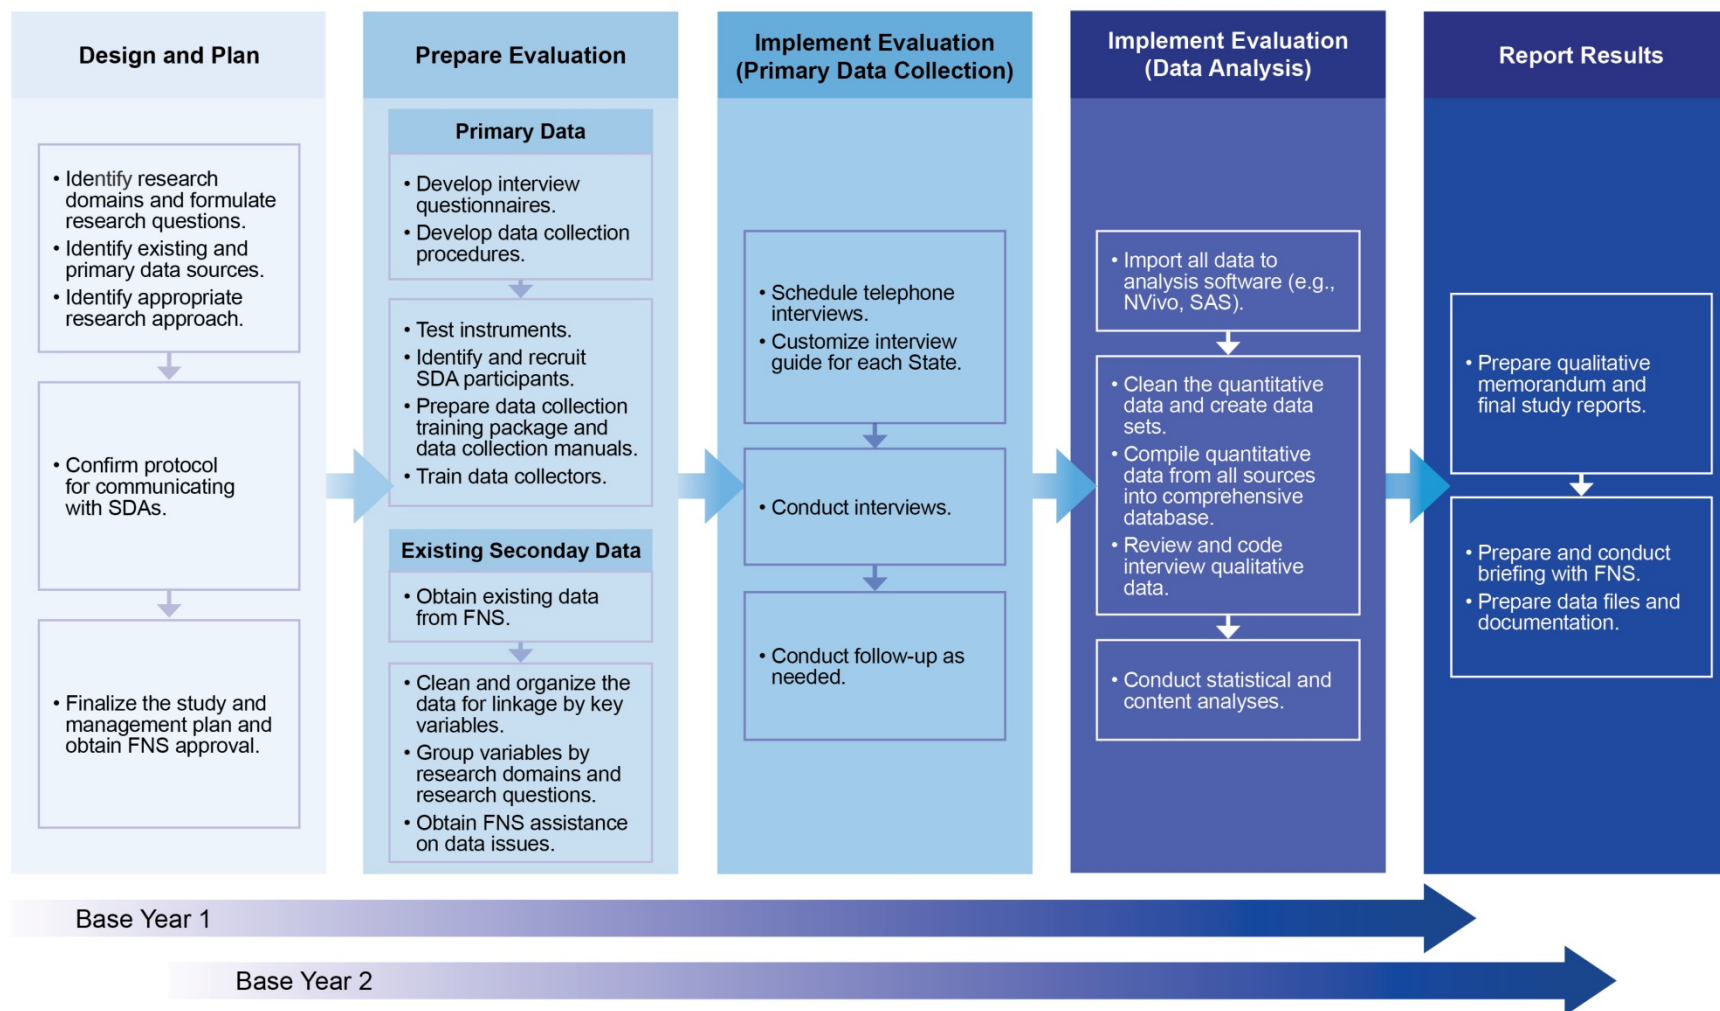 Design and Plan
• Identify research
domains and formulate
research questions.
• Identify existing and
primary data sources.
• Identify appropriate
research approach.
• Confirm protocol
for communicating
with SDAs.
• Finalize the study and
management plan and
obtain FNS approval.
Prepare Evaluation
Primary Data
• Develop interview
questionnaires.
• Develop data collection
procedures.
• Test instruments.
• Identify and recruit
SDA participants.
• Prepare data collection
training package and
data collection manuals.
• Train data collectors.
Existing Seconday Data
• Obtain existing data
from FNS.
• Clean and organize the
data for linkage by key
variables.
• Group variables by
research domains and
research questions.
• Obtain FNS assistance
on data issues.
Implement Evaluation
(Primary Data Collection)
• Schedule telephone
interviews.
• Customize interview
guide for each State.
• Conduct interviews.
• Conduct follow-up as
needed.
Implement Evaluation
(Data Analysis)
• Import all data to
analysis software (e.g.,
NVivo, SAS).
• Clean the quantitative
data and create data
sets.
• Compile quantitative
data from all sources
into comprehensive
database.
• Review and code
interview qualitative
data.
• Conduct statistical and
content analyses.
Report Results
• Prepare qualitative
memorandum and
final study reports.
• Prepare and conduct
briefing with FNS.
• Prepare data files and
documentation.
Base Year 1
Base Year 2